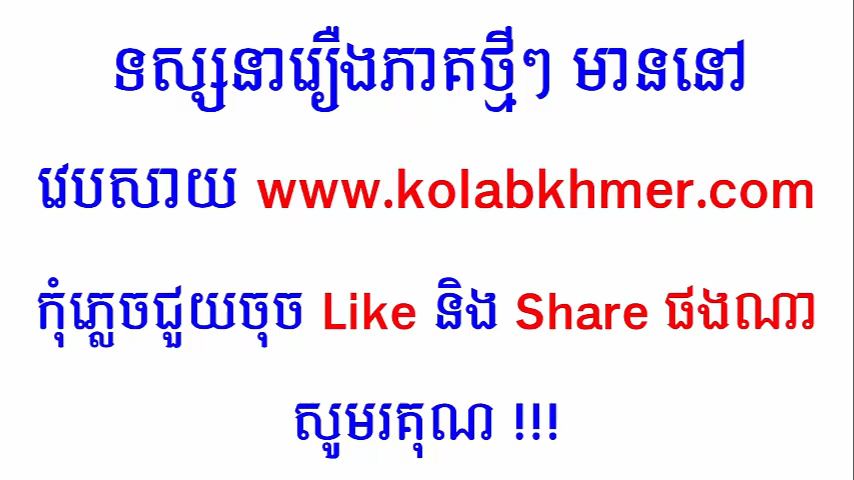 ទស្សនារឿងភាគថ្មីៗ មាននៅ
វេបសាយ www.kolabkhmer.com
កុំភ្លេចជួយចុច Like និង Share ផងណា
សូមរគុណ !!!